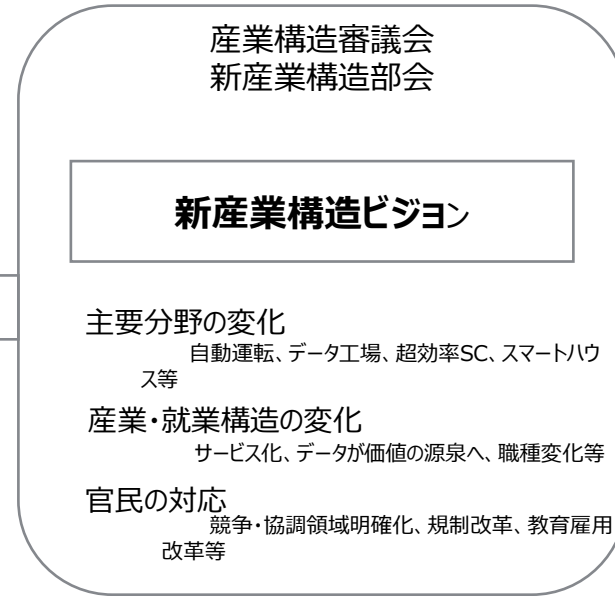 産業構造審議会
新産業構造部会
新産業構造ビジョン
主要分野の変化
自動運転、データ工場、超効率SC、スマートハウ
ス等
産業・就業構造の変化
サービス化、データが価値の源泉へ、職種変化等
官民の対応
競争・協調領域明確化、規制改革、教育雇用
改革等